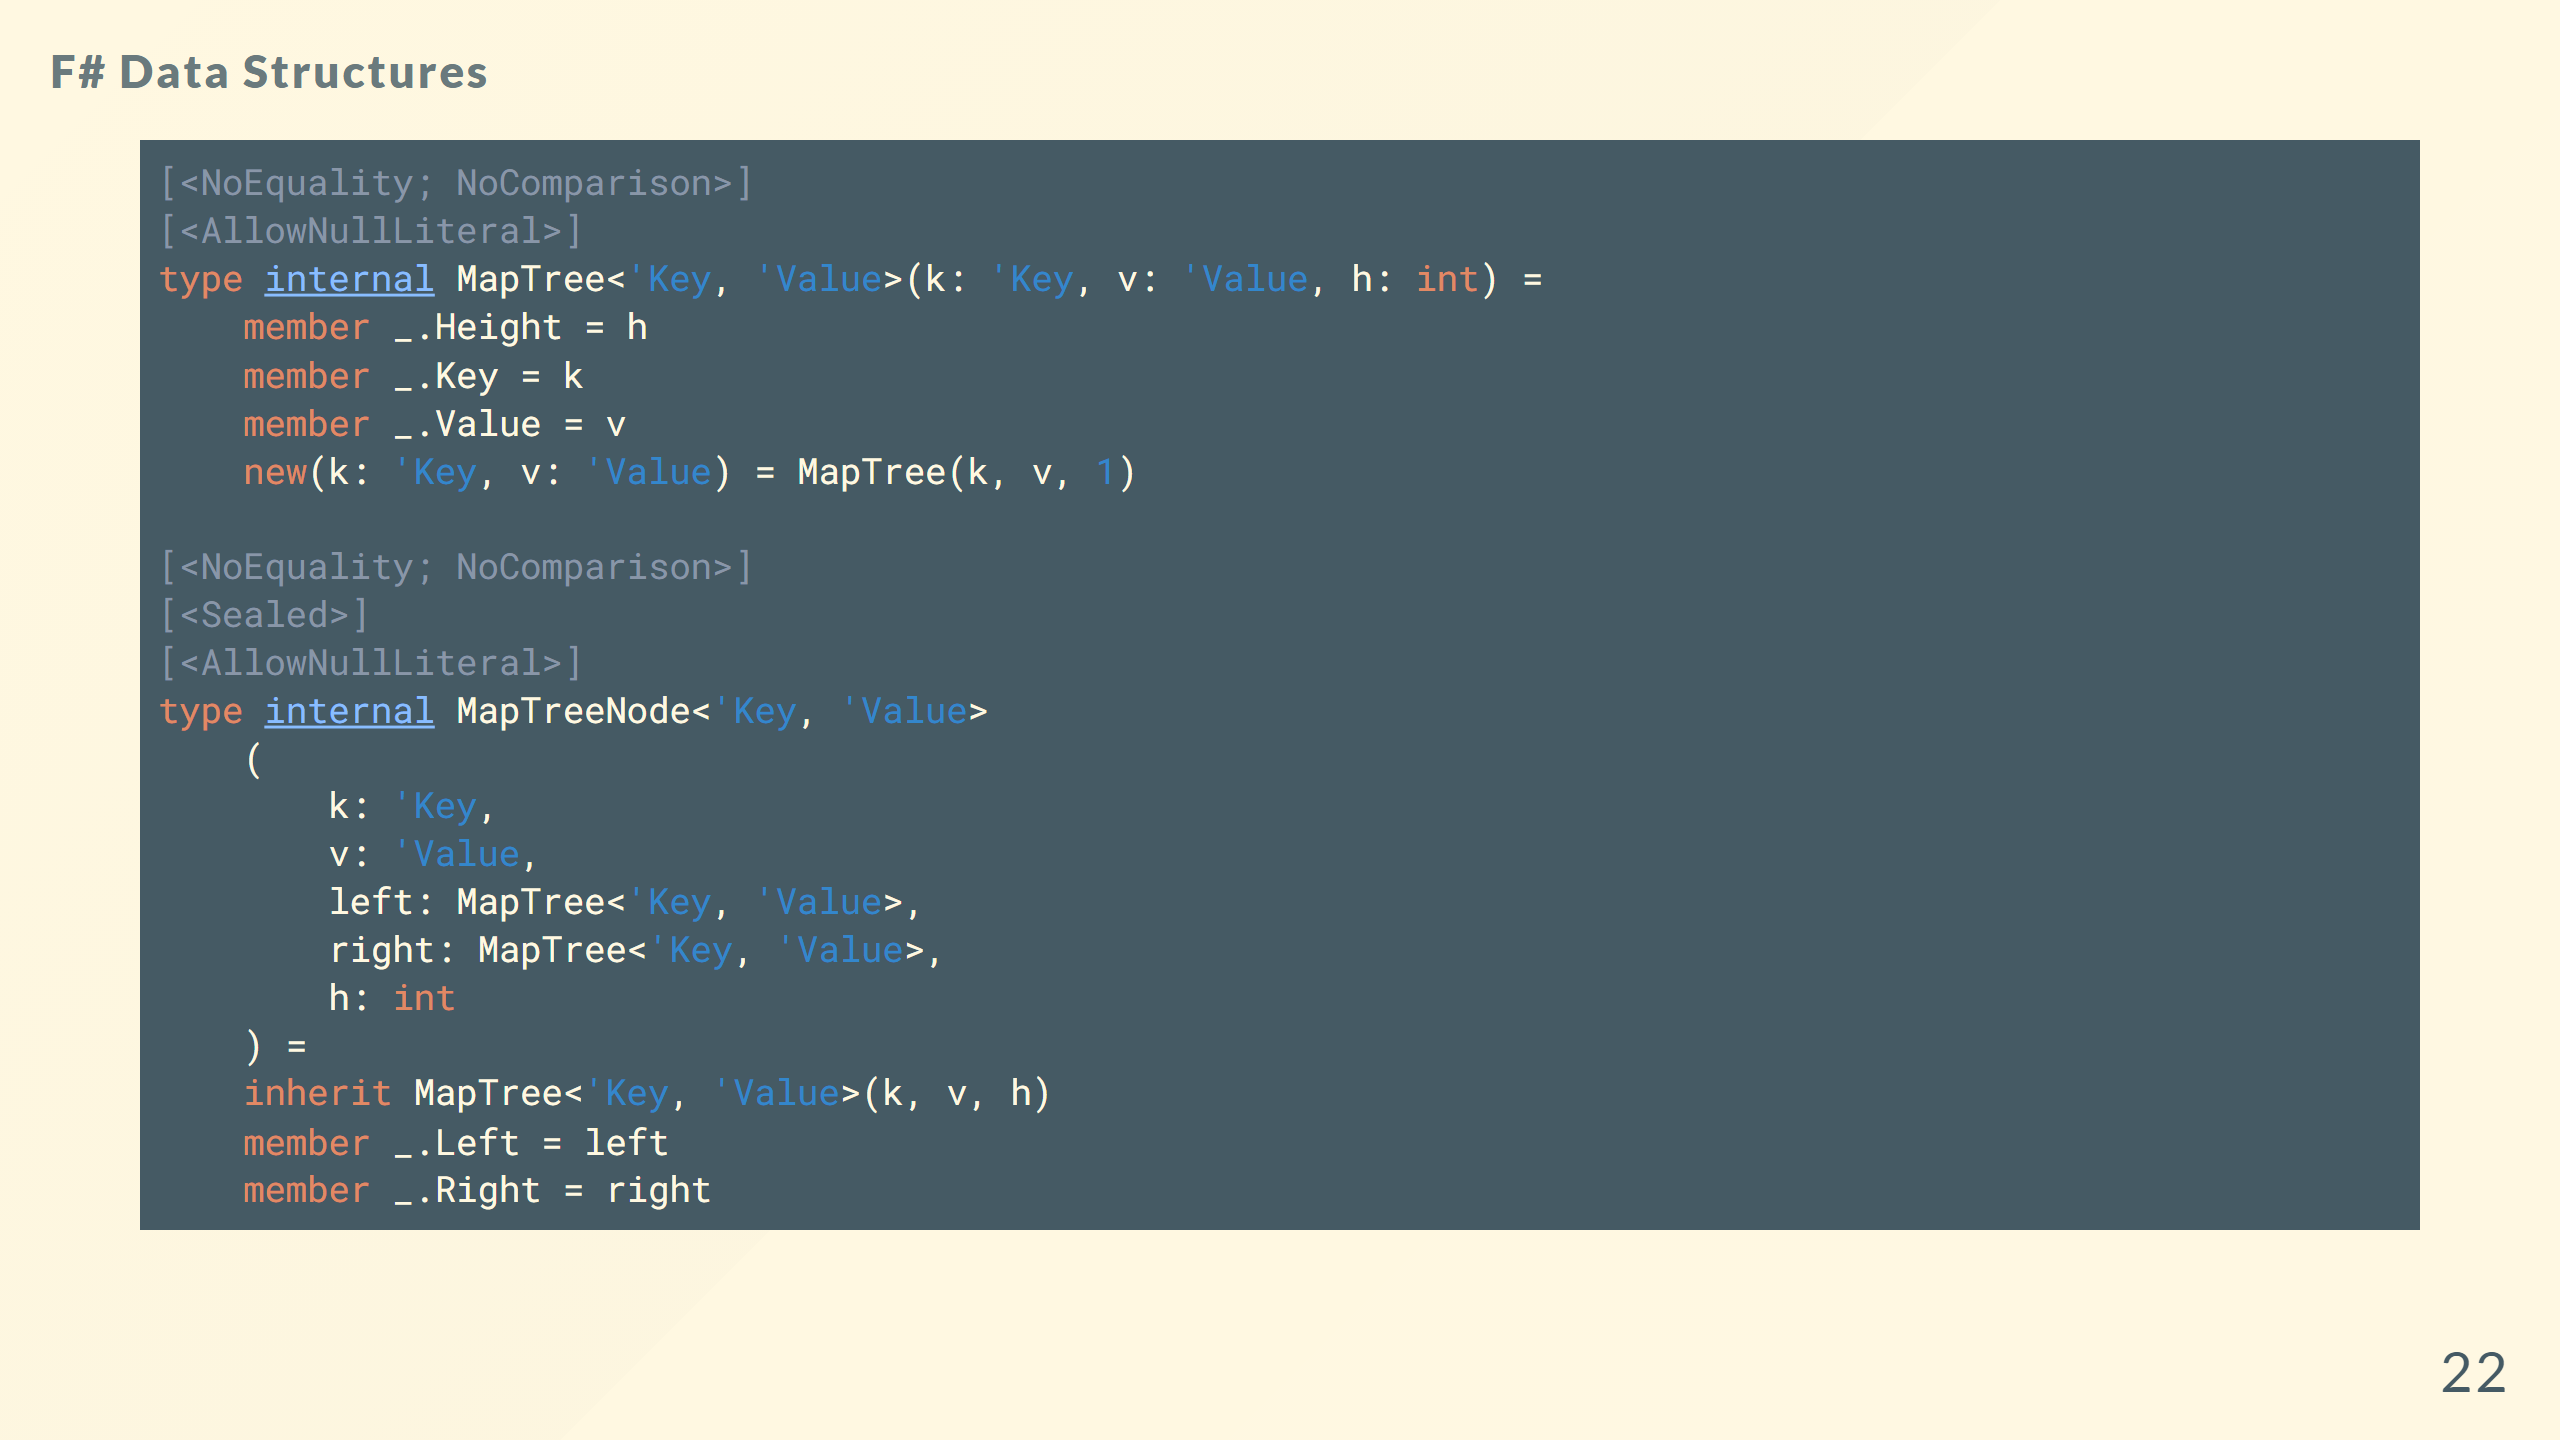 F# Data Structures
[<NoEquality; NoComparison>]
[<AllowNullLiteral>]
type internal MapTree<'Key, 'Value>(k: 'Key, v: 'Value, h: int) =
    member _.Height = h
    member _.Key = k
    member _.Value = v
    new(k: 'Key, v: 'Value) = MapTree(k, v, 1)

[<NoEquality; NoComparison>]
[<Sealed>]
[<AllowNullLiteral>]
type internal MapTreeNode<'Key, 'Value>
    (
        k: 'Key,
        v: 'Value,
        left: MapTree<'Key, 'Value>,
        right: MapTree<'Key, 'Value>,
        h: int
    ) =
    inherit MapTree<'Key, 'Value>(k, v, h)
    member _.Left = left
    member _.Right = right
22